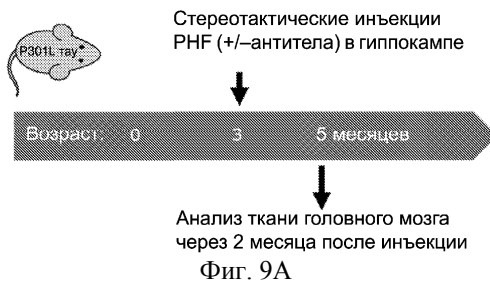 Стереотактические инъекции
PHF (+/–антитела) в гиппокампе
P301L тау
Возраст: 0 3 5 месяцев
Анализ ткани головного мозга
через 2 месяца после инъекции
Фиг. 9A